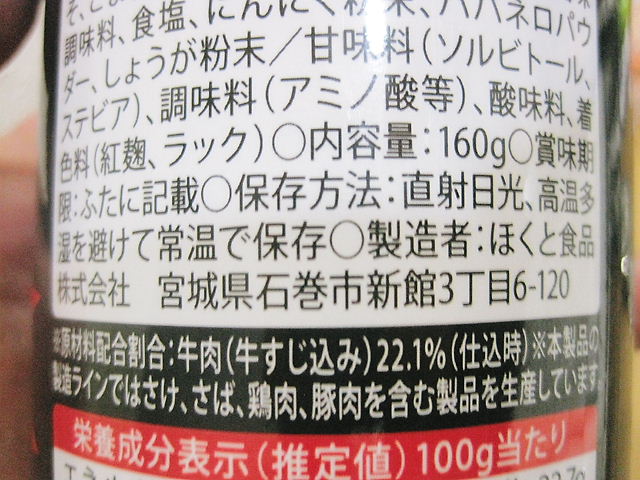 調味料、食塩、にんにく粉末、ハバネロパウ
ダー、しょうが粉末／甘味料（ソルビトール、
ステビア）、調味料（アミノ酸等）、酸味料、着
色料（紅麹、ラック）〇内容量：160g〇賞味期
限：ふたに記載〇保存方法：直射日光、高温多
湿を避けて常温で保存〇製造者：ほくと食品
株式会社　宮城県石巻市新館3丁目6-120
※原材料配合割合：牛肉（牛すじ込み）22.1％（仕込時）※本製品の
製造ラインではさけ、さば、鶏肉、豚肉を含む製品を生産しています。
栄養成分表示（推定値）100g当たり